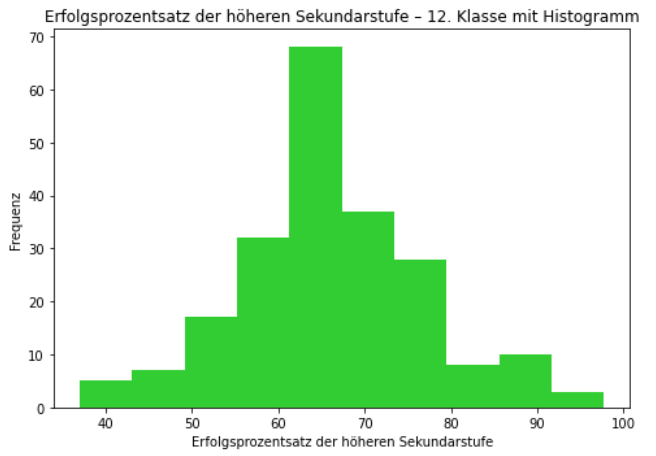 Erfolgsprozentsatz der höheren Sekundarstufe – 12. Klasse mit Histogramm
70
60
50
40
30
20
10
0
Frequenz
40 50 60 70 80 90 100
Erfolgsprozentsatz der höheren Sekundarstufe